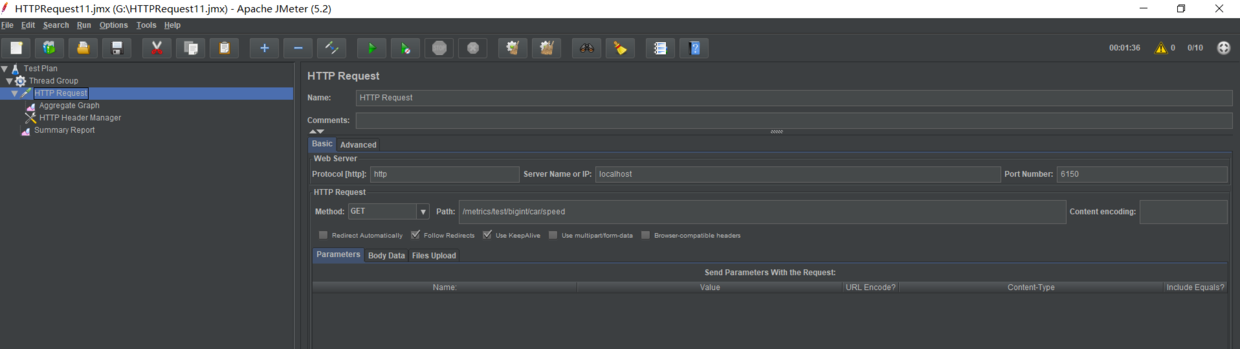 HTTPRequest11.jmx (G:\HTTPRequest11.jmx) - Apache JMeter (5.2)
File Edit Search Run Options Tools Help
STOP 00:01:36 0 0/10
Test Plan
Thread Group
HTTP Request
Aggregate Graph
HTTP Header Manager
Summary Report
HTTP Request
Name: HTTP Request
Comments:
Basic Advanced
Web Server
Protocol [http]: http Server Name or IP: localhost Port Number: 6150
HTTP Request
Method: GET Path: /metrics/test/bigint/car/speed Content encoding:
Redirect Automatically Follow Redirects Use KeepAlive Use multipart/form-data Browser-compatible headers
Parameters Body Data Files Upload
Send Parameters With the Request:
Name: Value URL Encode? Content-Type Include Equals?